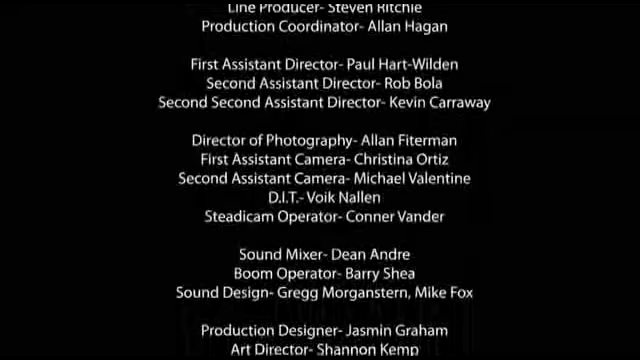 Line Producer- Steven Ritchie
Production Coordinator- Allan Hagan
First Assistant Director- Paul Hart-Wilden
Second Assistant Director- Rob Bola
Second Second Assistant Director- Kevin Carraway
Director of Photography- Allan Fiterman
First Assistant Camera- Christina Ortiz
Second Assistant Camera- Michael Valentine
D.I.T.- Voik Nallen
Steadicam Operator- Conner Vander
Sound Mixer- Dean Andre
Boom Operator- Barry Shea
Sound Design- Gregg Morganstern, Mike Fox
Production Designer- Jasmin Graham
Art Director- Shannon Kemp